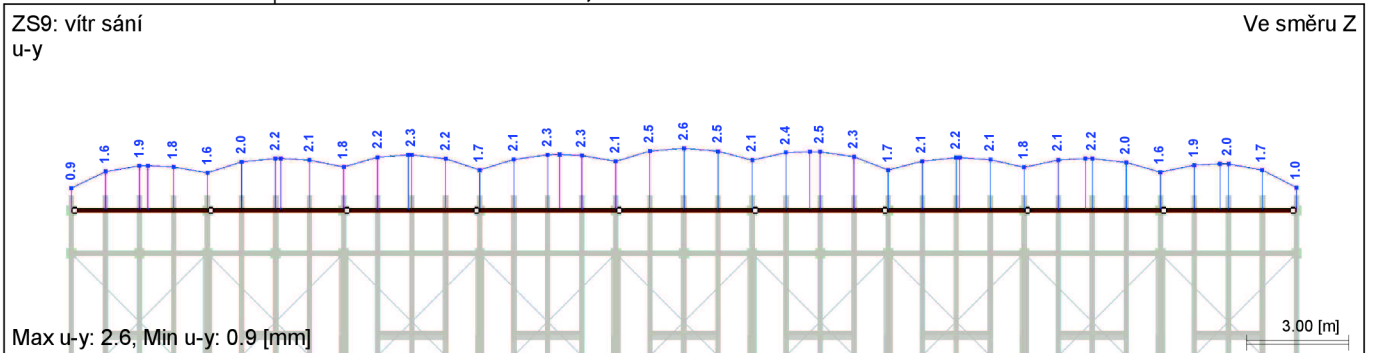 ZS9: vítr sání
Ve směru Z
u-y
0.9 1.6 1.9 1.8 1.6 2.0 2.2 2.1 1.8 2.2 2.3 2.2 1.7 2.1 2.3 2.3 2.1 2.5 2.6 2.5 2.1 2.4 2.5 2.3 1.7 2.1 2.2 2.1 1.8 2.1 2.2 2.0 1.6 1.9 2.0 1.7 1.0
Max u-y: 2.6, Min u-y: 0.9 [mm]
3.00 [m]